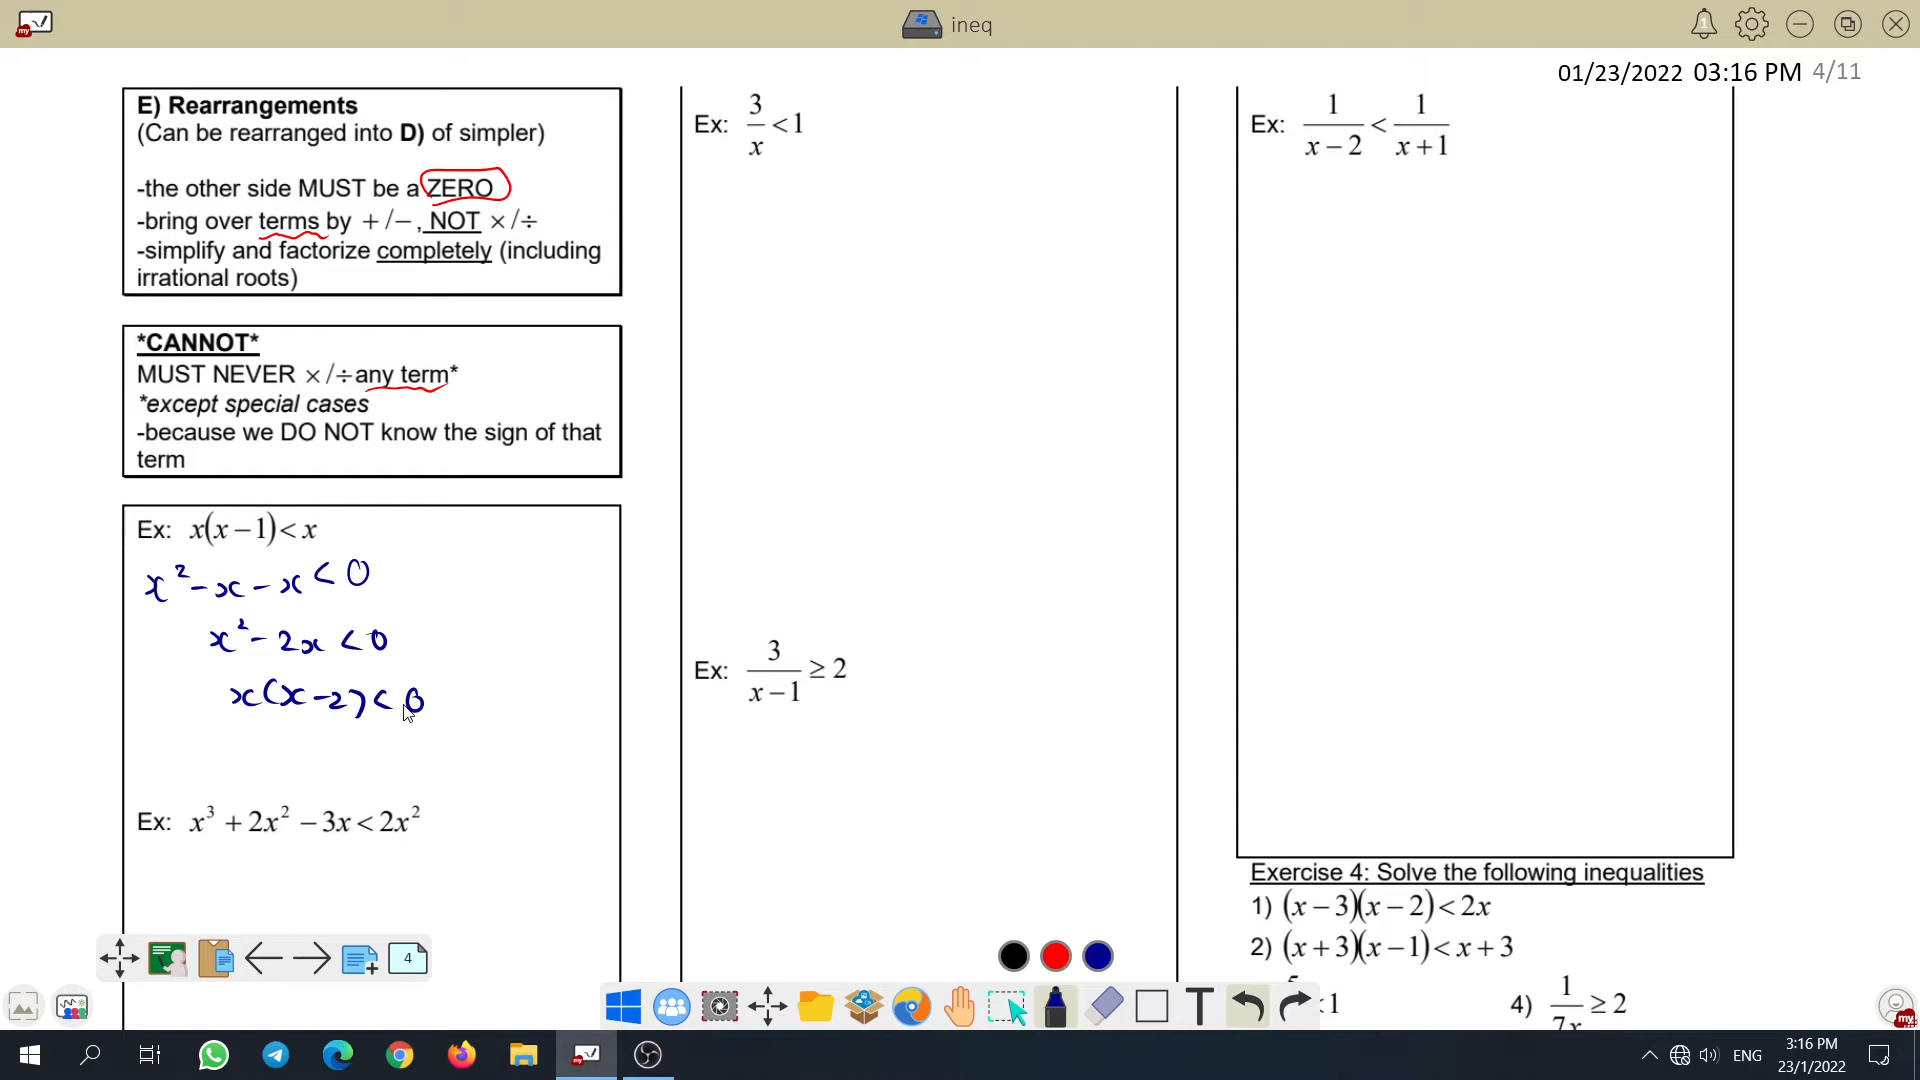 ineq
01/23/2022 03:16 PM 4/11
E) Rearrangements
(Can be rearranged into D) of simpler)
-the other side MUST be a ZERO
-bring over terms by +/−, NOT ×/÷
-simplify and factorize completely (including
irrational roots)
*CANNOT*
MUST NEVER ×/÷ any term*
*except special cases
-because we DO NOT know the sign of that
term
Ex: x(x−1)<x
x² − x − x < 0
x² − 2x < 0
x(x−2) < 0
Ex: x³ + 2x² − 3x < 2x²
Ex: 3/x < 1
Ex: 3/(x−1) ≥ 2
Ex: 1/(x−2) < 1/(x+1)
Exercise 4: Solve the following inequalities
1) (x−3)(x−2)<2x
2) (x+3)(x−1)<x+3
<1
4) 1/7x ≥ 2
4
T
ENG
3:16 PM
23/1/2022